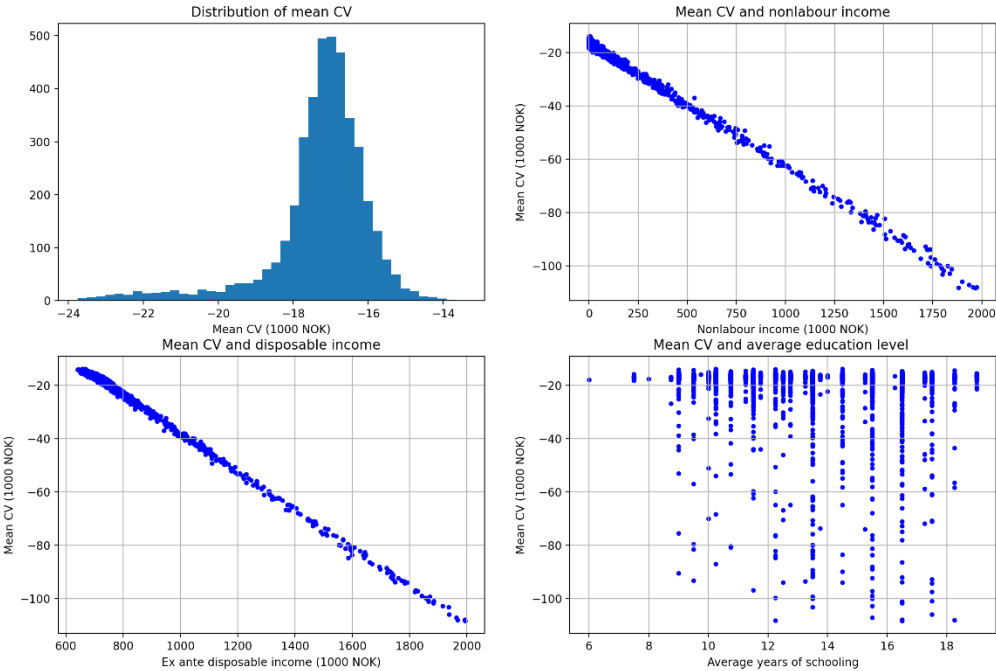 Distribution of mean CV
500
400
300
200
100
0
−24 −22 −20 −18 −16 −14
Mean CV (1000 NOK)
Mean CV and nonlabour income
Mean CV (1000 NOK)
−20
−40
−60
−80
−100
0 250 500 750 1000 1250 1500 1750 2000
Nonlabour income (1000 NOK)
Mean CV and disposable income
Mean CV (1000 NOK)
−20
−40
−60
−80
−100
600 800 1000 1200 1400 1600 1800 2000
Ex ante disposable income (1000 NOK)
Mean CV and average education level
Mean CV (1000 NOK)
−20
−40
−60
−80
−100
6 8 10 12 14 16 18
Average years of schooling